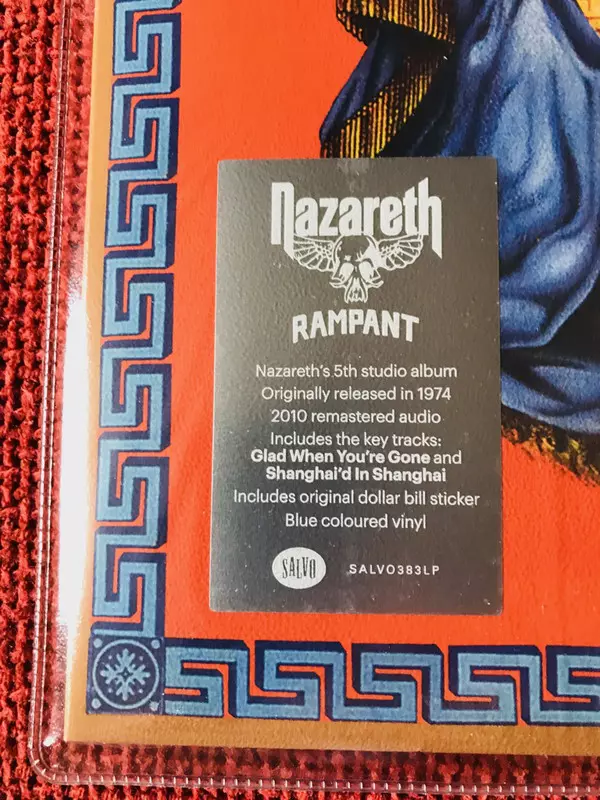 Nazareth
RAMPANT
Nazareth's 5th studio album
Originally released in 1974
2010 remastered audio
Includes the key tracks:
Glad When You're Gone and
Shanghai'd In Shanghai
Includes original dollar bill sticker
Blue coloured vinyl
SALVO SALVO383LP